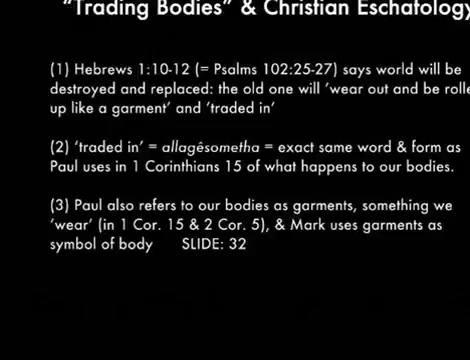 "Trading Bodies" & Christian Eschatology
(1) Hebrews 1:10-12 (= Psalms 102:25-27) says world will be
destroyed and replaced: the old one will 'wear out and be rolle
up like a garment' and 'traded in'
(2) 'traded in' = allagêsometha = exact same word & form as
Paul uses in 1 Corinthians 15 of what happens to our bodies.
(3) Paul also refers to our bodies as garments, something we
'wear' (in 1 Cor. 15 & 2 Cor. 5), & Mark uses garments as
symbol of body SLIDE: 32